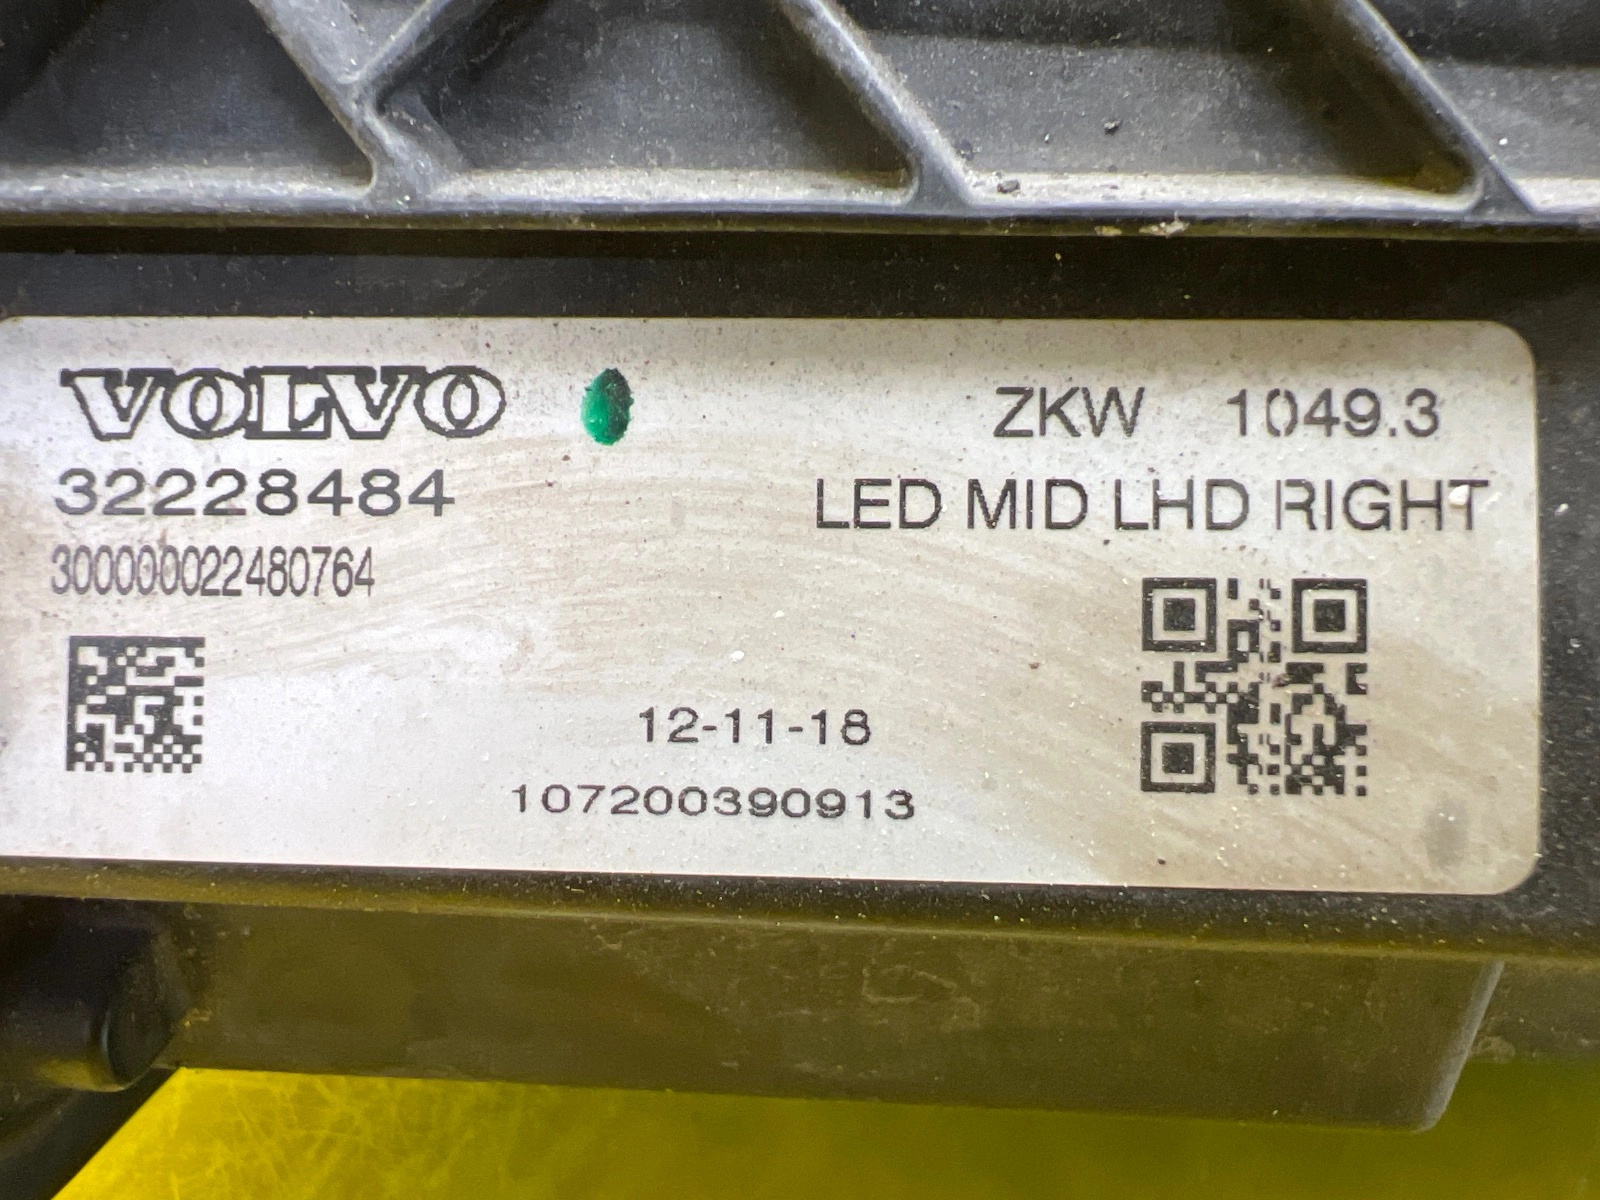 VOLVO
32228484
300000022480764
ZKW 1049.3
LED MID LHD RIGHT
12-11-18
107200390913